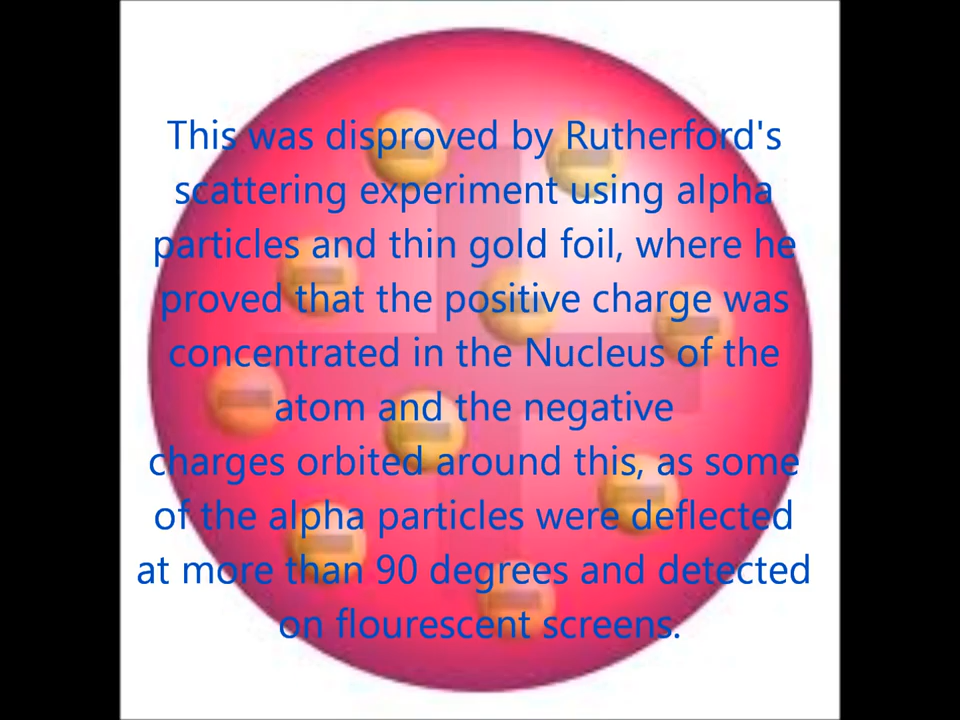 This was disproved by Rutherford's
scattering experiment using alpha
particles and thin gold foil, where he
proved that the positive charge was
concentrated in the Nucleus of the
atom and the negative
charges orbited around this, as some
of the alpha particles were deflected
at more than 90 degrees and detected
on flourescent screens.